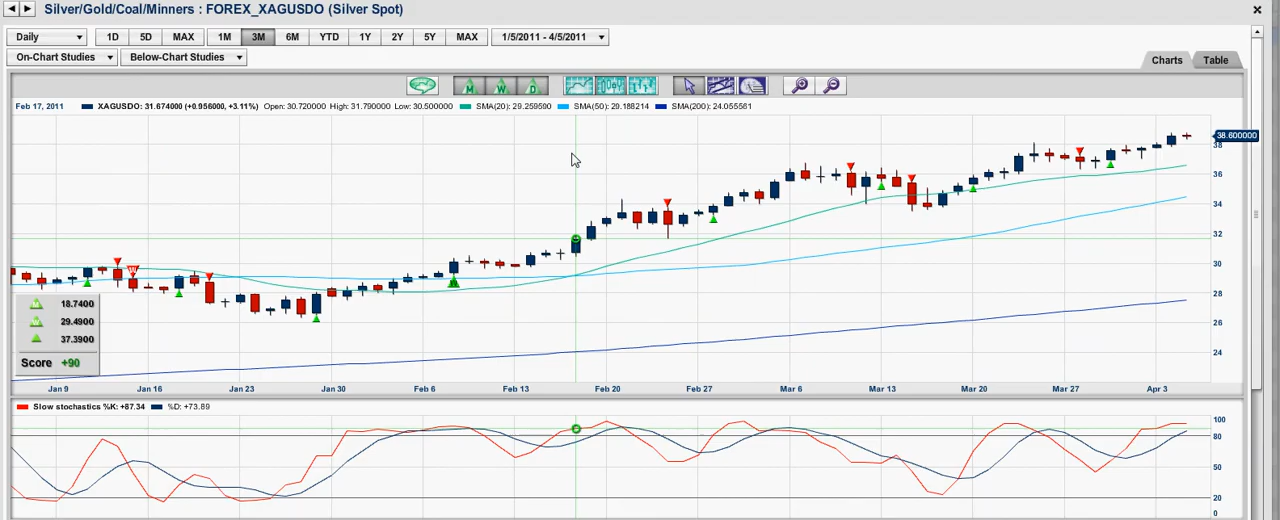 Silver/Gold/Coal/Minners : FOREX_XAGUSDO (Silver Spot)
Daily 1D 5D MAX 1M 3M 6M YTD 1Y 2Y 5Y MAX 1/5/2011 - 4/5/2011
On-Chart Studies Below-Chart Studies Charts Table
M W D
Feb 17, 2011 XAGUSDO: 31.674000 (+0.956000, +3.11%) Open: 30.720000 High: 31.790000 Low: 30.500000 SMA(20): 29.259590 SMA(50): 29.188214 SMA(200): 24.055561
38.600000
38
36
34
32
30
28
26
24
M 18.7400
W 29.4900
37.3900
Score +90
Jan 9 Jan 16 Jan 23 Jan 30 Feb 6 Feb 13 Feb 20 Feb 27 Mar 6 Mar 13 Mar 20 Mar 27 Apr 3
Slow stochastics %K: +87.34 %D: +73.89
100
80
50
20
0